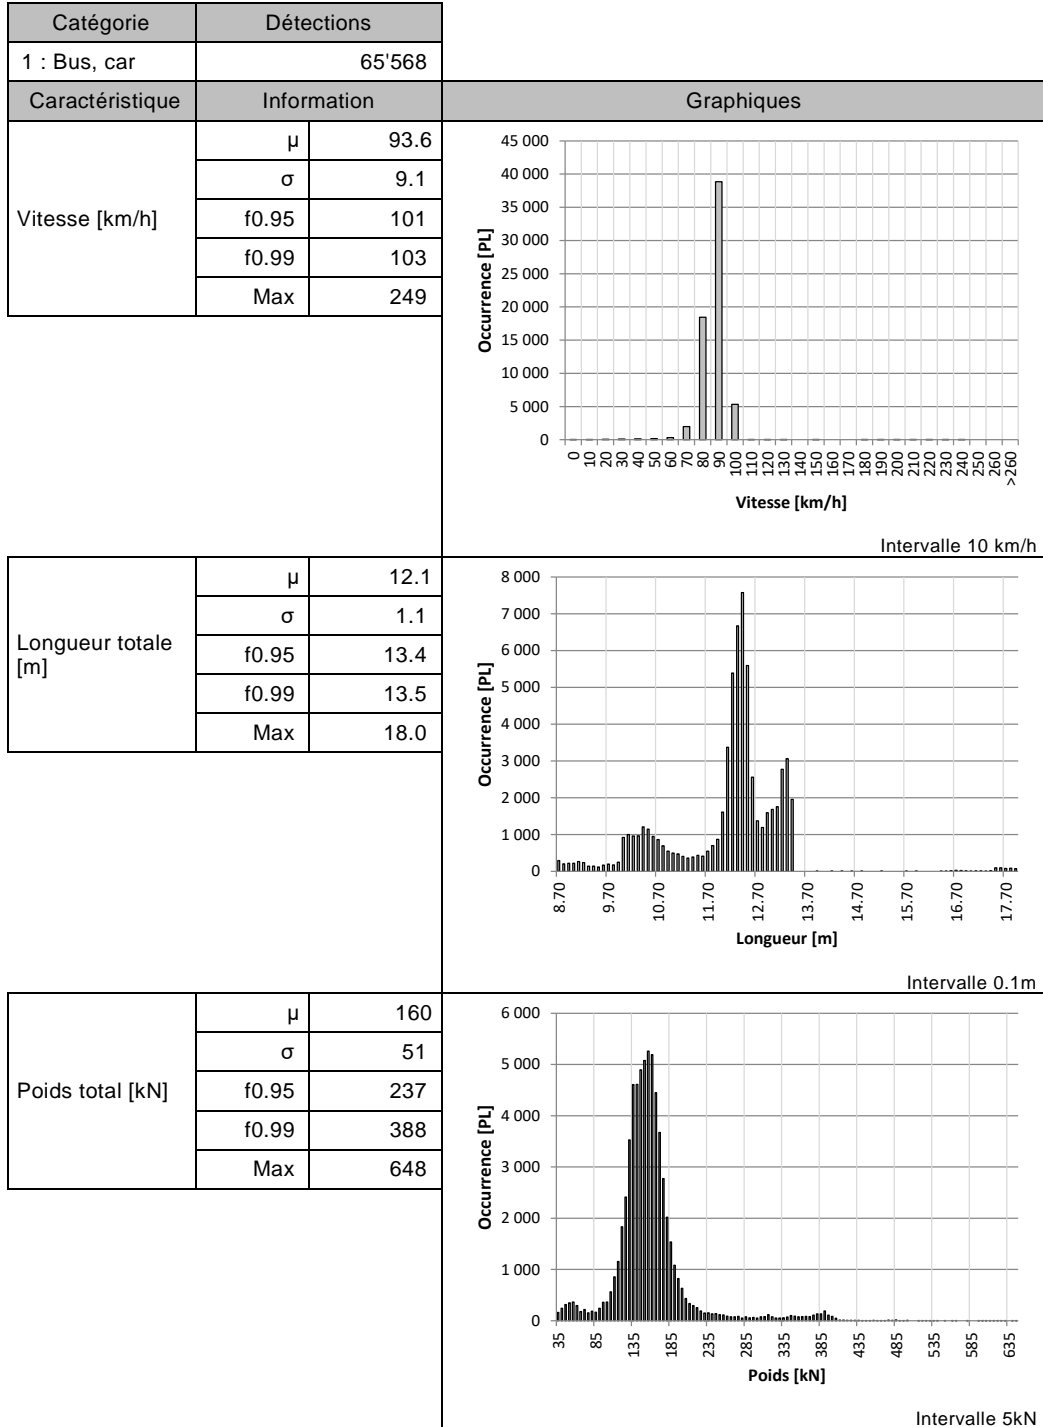 Catégorie Détections
1 : Bus, car 65'568
Caractéristique Information Graphiques
Vitesse [km/h]
μ 93.6
σ 9.1
f0.95 101
f0.99 103
Max 249
45 000
40 000
35 000
30 000
25 000
20 000
15 000
10 000
5 000
0
Occurrence [PL]
0 10 20 30 40 50 60 70 80 90 100 110 120 130 140 150 160 170 180 190 200 210 220 230 240 250 260 >260
Vitesse [km/h]
Intervalle 10 km/h
Longueur totale
[m]
μ 12.1
σ 1.1
f0.95 13.4
f0.99 13.5
Max 18.0
8 000
7 000
6 000
5 000
4 000
3 000
2 000
1 000
0
Occurrence [PL]
8.70 9.70 10.70 11.70 12.70 13.70 14.70 15.70 16.70 17.70
Longueur [m]
Intervalle 0.1m
Poids total [kN]
μ 160
σ 51
f0.95 237
f0.99 388
Max 648
6 000
5 000
4 000
3 000
2 000
1 000
0
Occurrence [PL]
35 85 135 185 235 285 335 385 435 485 535 585 635
Poids [kN]
Intervalle 5kN